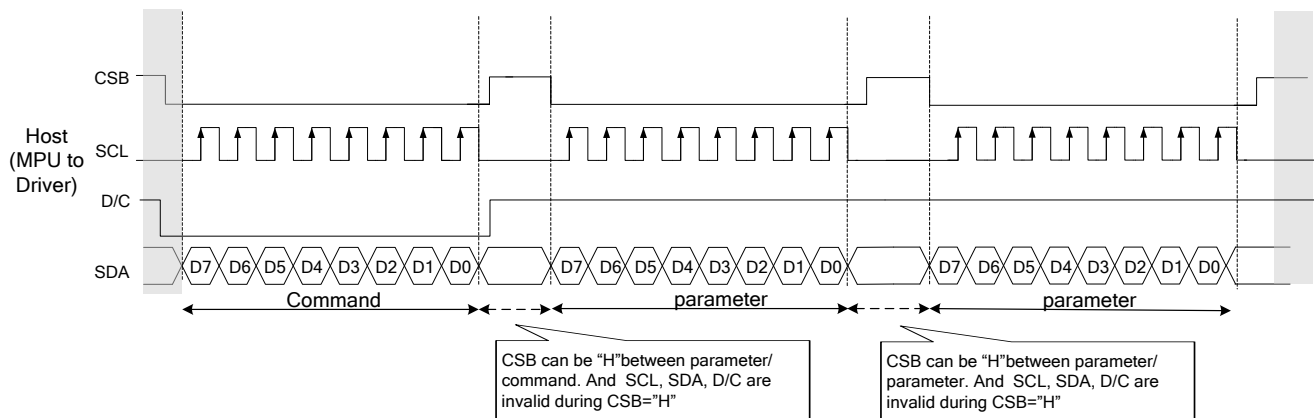 CSB
Host
(MPU to
Driver)
SCL
D/C
SDA
D7 D6 D5 D4 D3 D2 D1 D0 D7 D6 D5 D4 D3 D2 D1 D0 D7 D6 D5 D4 D3 D2 D1 D0
Command parameter parameter
CSB can be “H”between parameter/
command. And SCL, SDA, D/C are
invalid during CSB=”H”
CSB can be “H”between parameter/
parameter. And SCL, SDA, D/C are
invalid during CSB=”H”